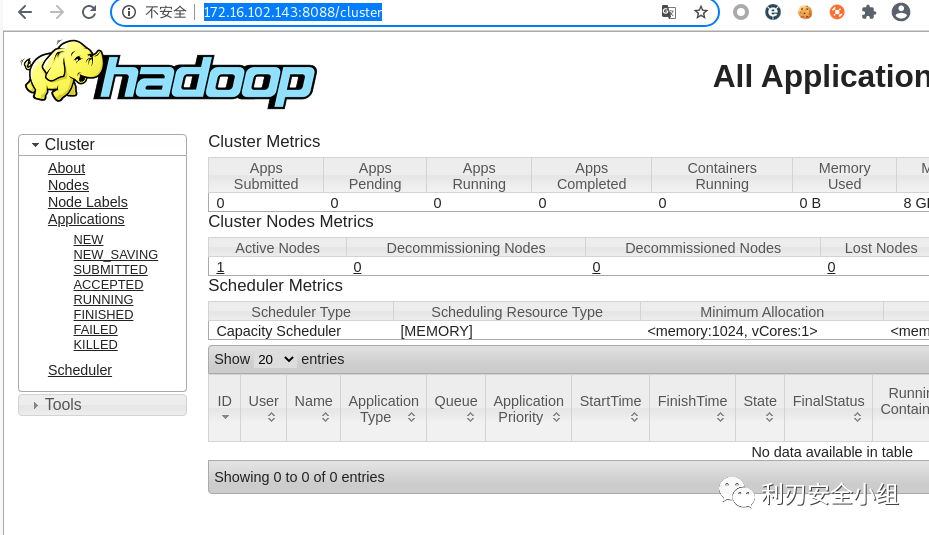 不安全 172.16.102.143:8088/cluster
hadoop
All Application
Cluster
About
Nodes
Node Labels
Applications
NEW
NEW_SAVING
SUBMITTED
ACCEPTED
RUNNING
FINISHED
FAILED
KILLED
Scheduler
Tools
Cluster Metrics
Apps Submitted Apps Pending Apps Running Apps Completed Containers Running Memory Used M
0 0 0 0 0 0 B 8 GB
Cluster Nodes Metrics
Active Nodes Decommissioning Nodes Decommissioned Nodes Lost Nodes
1 0 0 0
Scheduler Metrics
Scheduler Type Scheduling Resource Type Minimum Allocation
Capacity Scheduler [MEMORY] <memory:1024, vCores:1> <mem
Show 20 entries
ID User Name Application Type Queue Application Priority StartTime FinishTime State FinalStatus Runnin Contain
No data available in table
Showing 0 to 0 of 0 entries
利刃安全小组